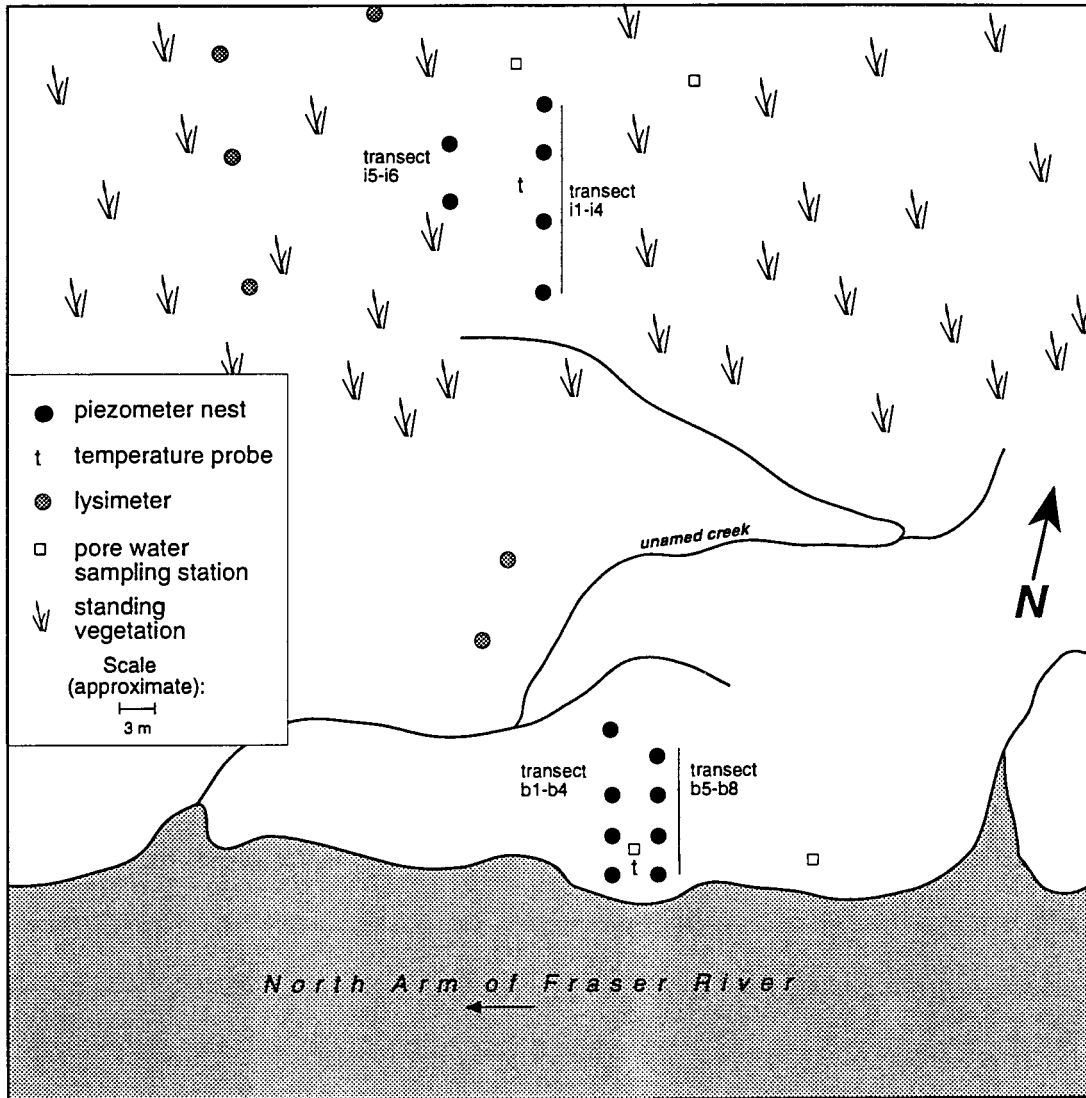 transect
i5-i6
t
transect
i1-i4
piezometer nest
t temperature probe
lysimeter
pore water
sampling station
standing
vegetation
Scale
(approximate):
3 m
unamed creek
N
transect
b1-b4
transect
b5-b8
t
North Arm of Fraser River